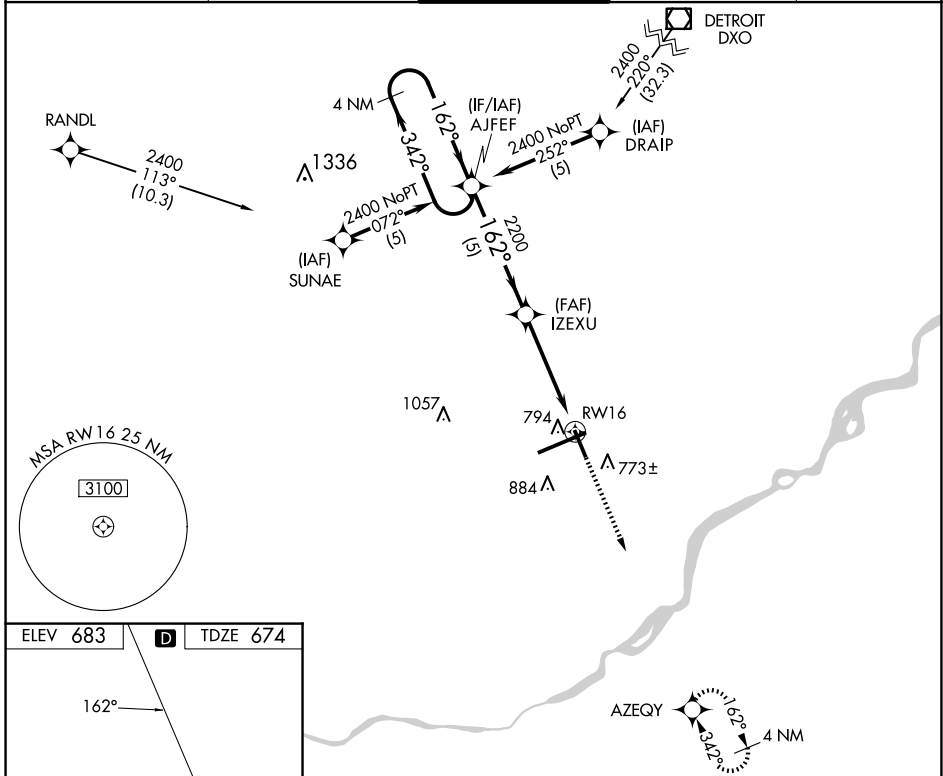 DETROIT
DXO
2400
220°
(32.3)
4 NM
162°
342°
(IF/IAF)
AJFEF
2400 NoPT
252°
(5)
(IAF)
DRAIP
RANDL
2400
113°
(10.3)
1336
2400 NoPT
072°
(5)
(IAF)
SUNAE
2200
162°
(5)
(FAF)
IZEXU
1057
794
RW16
773±
884
MSA RW16 25 NM
3100
ELEV 683
D
TDZE 674
162°
AZEQY
162°
342°
4 NM